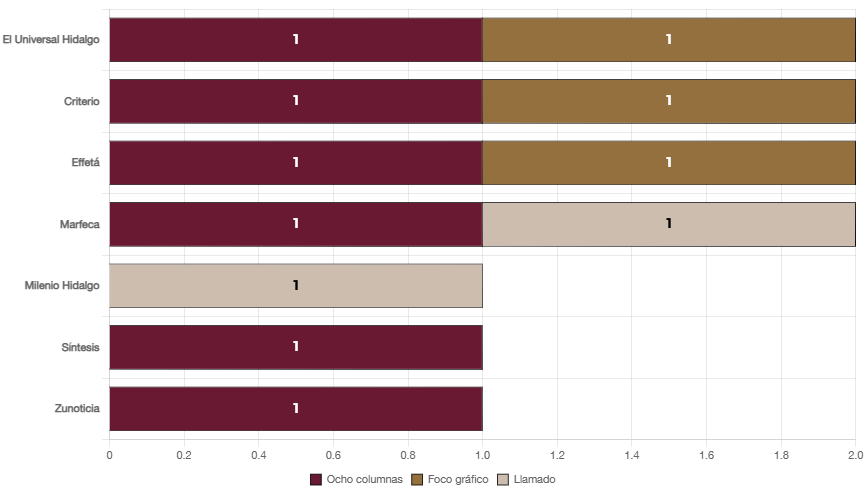 El Universal Hidalgo 1 1
Criterio 1 1
Effetá 1 1
Marfeca 1 1
Milenio Hidalgo 1
Síntesis 1
Zunoticia 1
0 0.2 0.4 0.6 0.8 1.0 1.2 1.4 1.6 1.8 2.0
Ocho columnas Foco gráfico Llamado